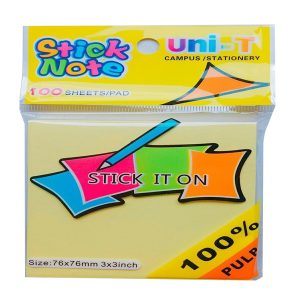 Stick Note
uni-T
CAMPUS/STATIONERY
100 SHEETS/PAD
STICK IT ON
Size:76x76mm 3x3inch
100%
PULP